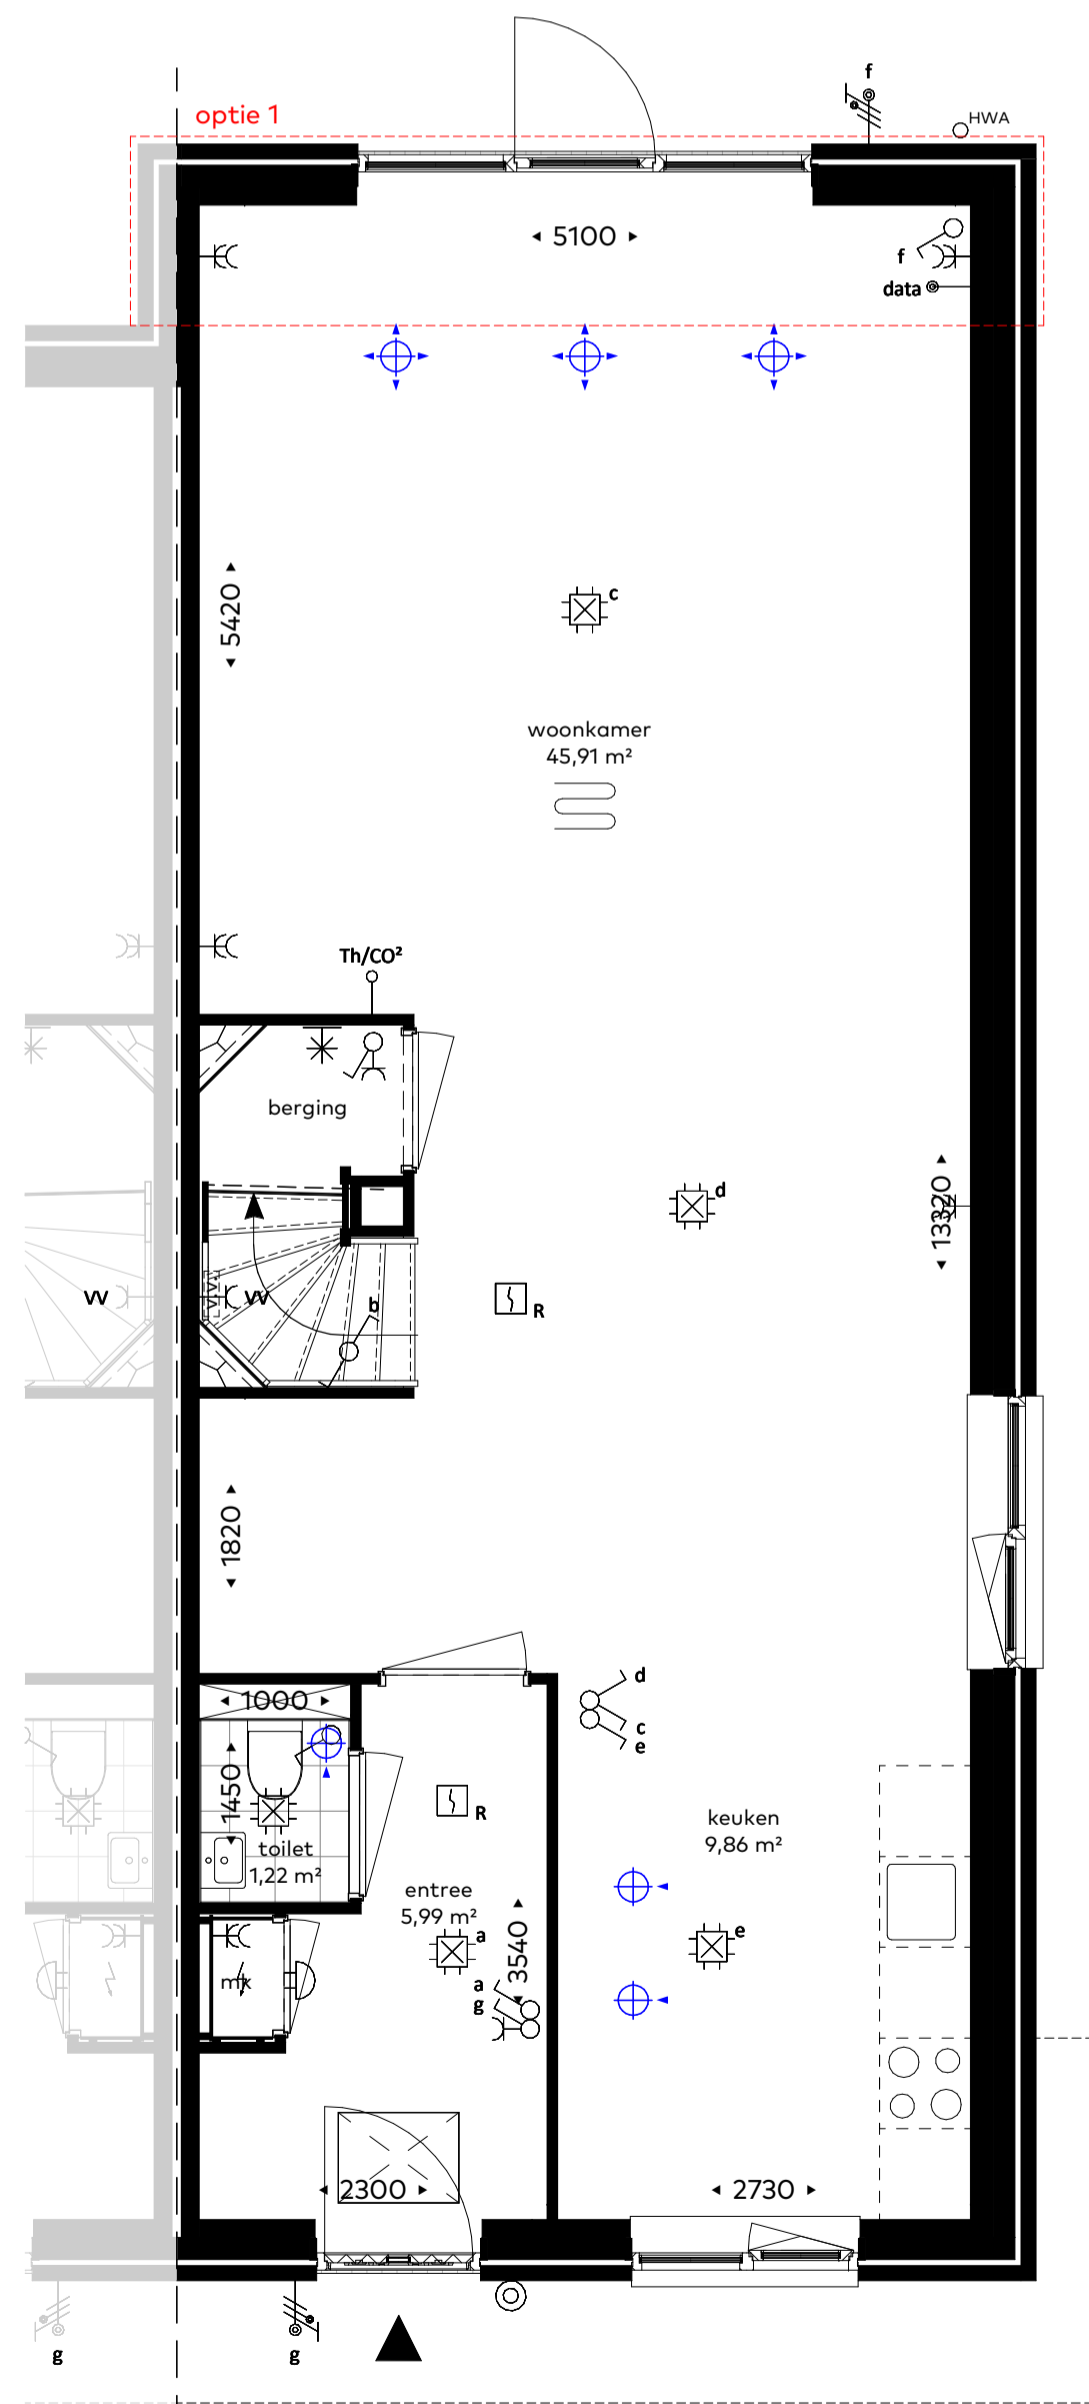 f
optie 1
HWA
5100
f
data
5420
c
woonkamer
45,91 m²
Th/CO²
berging
13320
d
VV
VV
b
R
1820
d
1000
c
e
1450
R
keuken
9,86 m²
toilet
1,22 m²
entree
5,99 m²
a
3540
e
mk
a
g
2300
2730
g
g